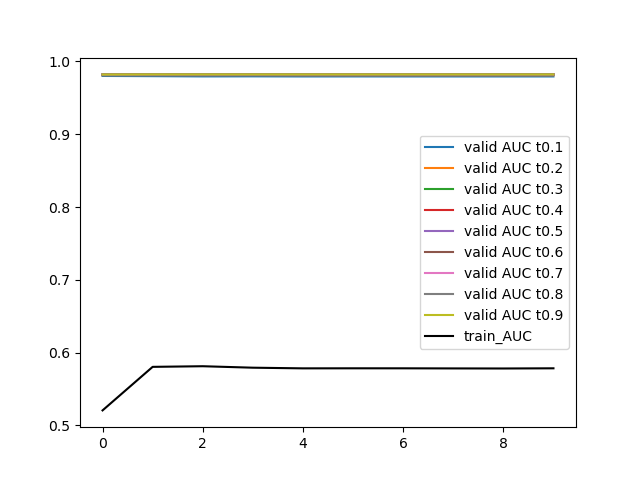 1.0
0.9
0.8
0.7
0.6
0.5
0 2 4 6 8
valid AUC t0.1
valid AUC t0.2
valid AUC t0.3
valid AUC t0.4
valid AUC t0.5
valid AUC t0.6
valid AUC t0.7
valid AUC t0.8
valid AUC t0.9
train_AUC